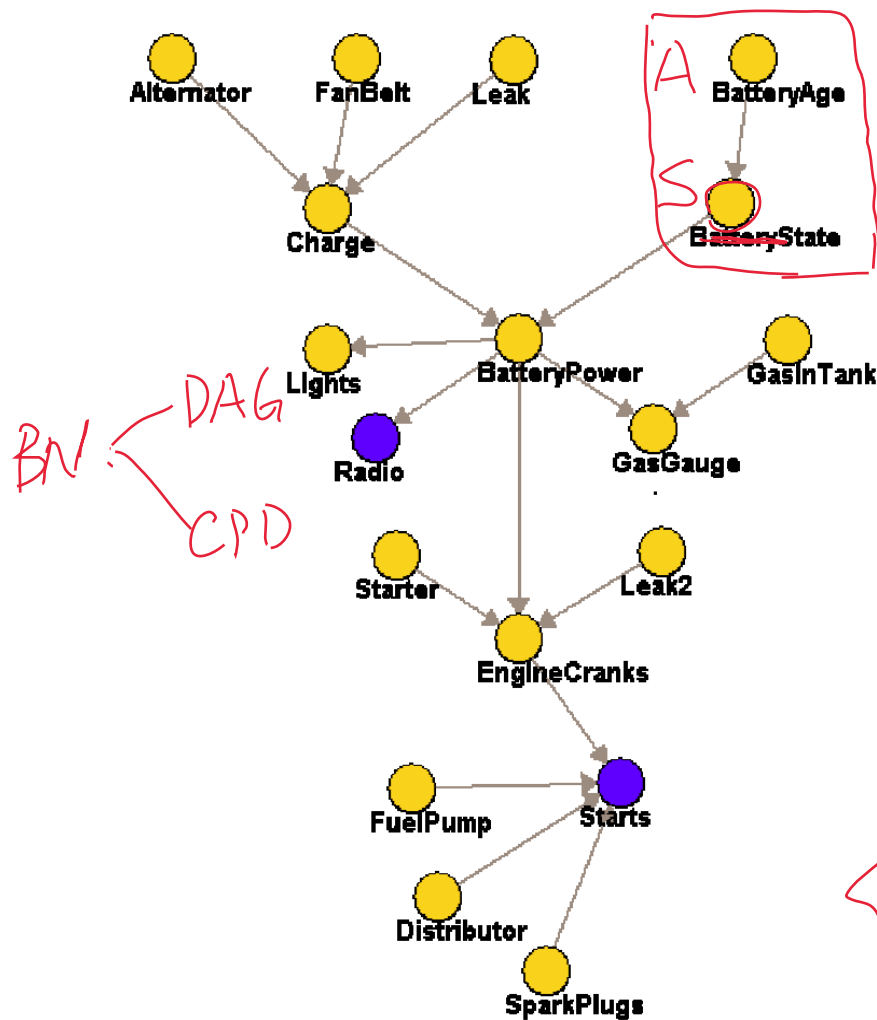 Alternator FanBelt Leak A BatteryAge
S
Charge BatteryState
Lights BatteryPower GasInTank
DAG
BN Radio GasGauge
CPD
Starter Leak2
EngineCranks
FuelPump Starts
Distributor
SparkPlugs